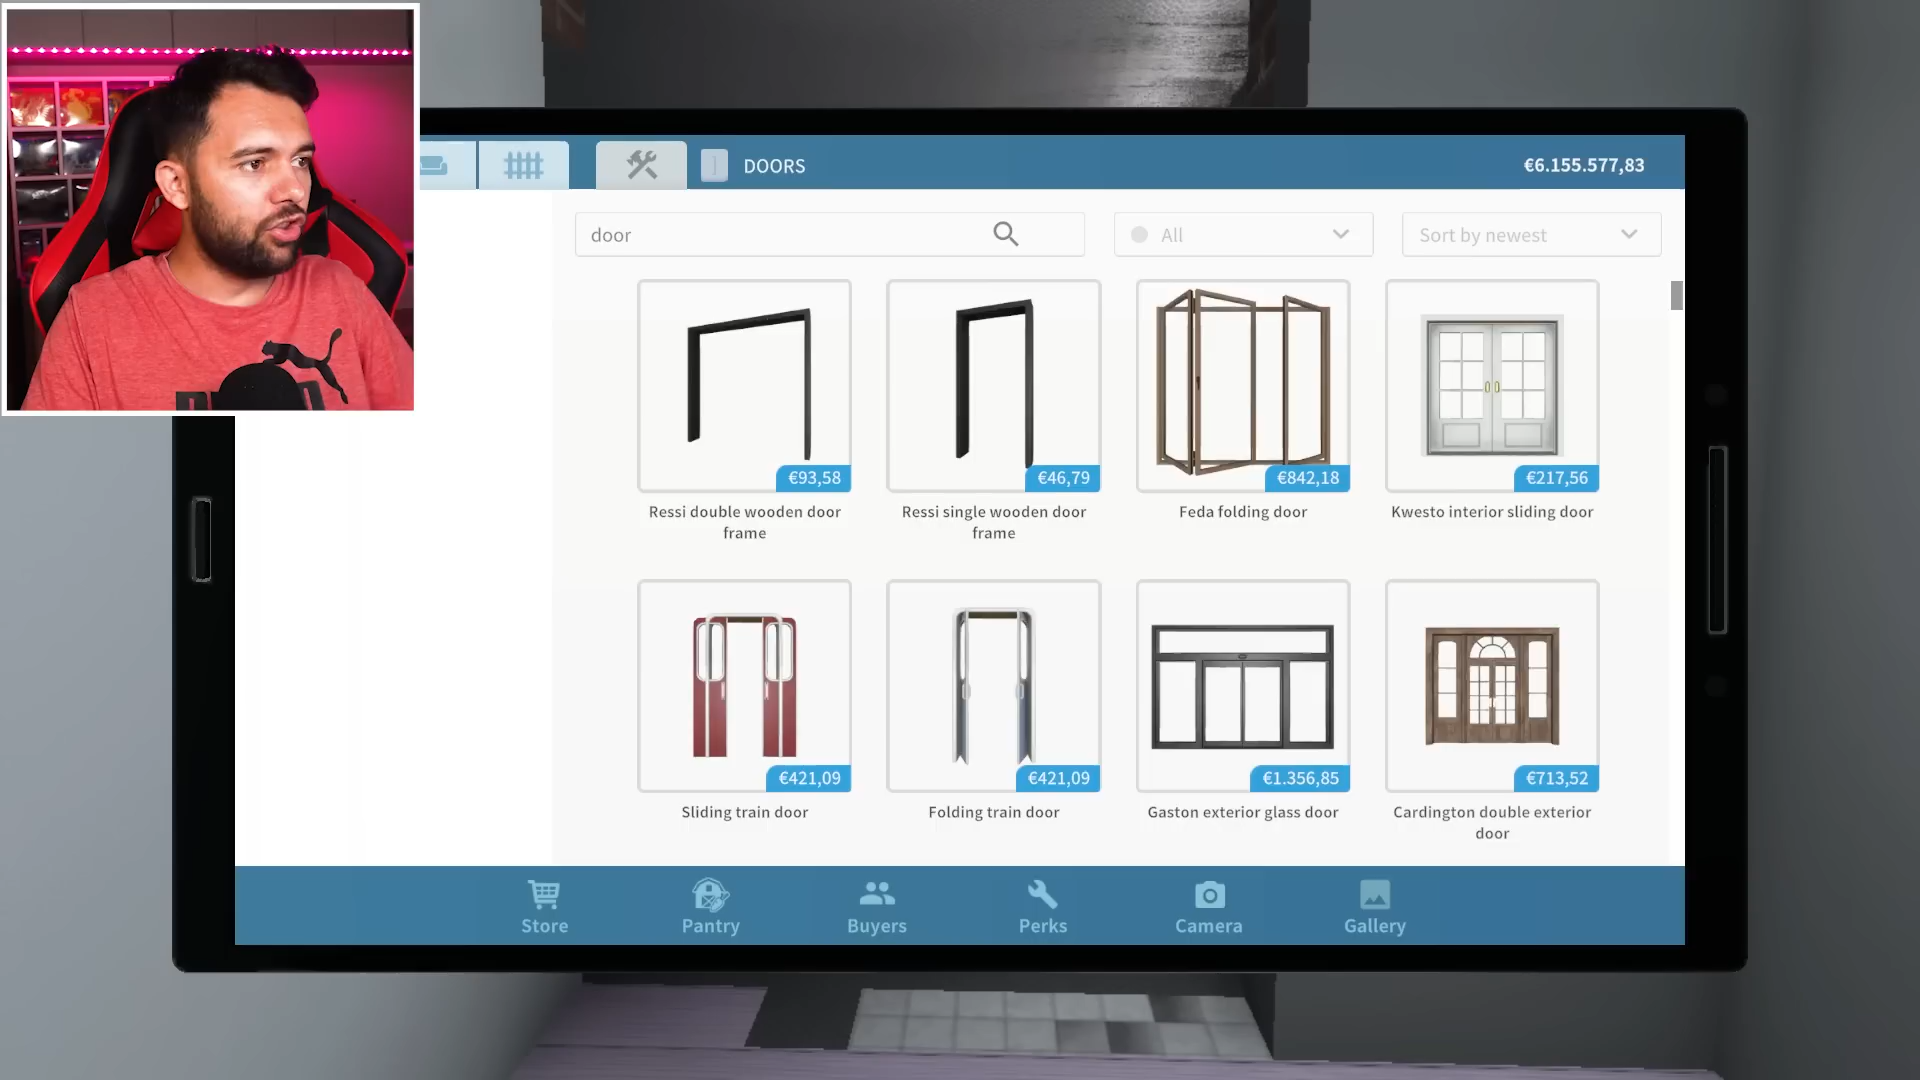 DOORS
€6.155.577,83
door
All
Sort by newest
€93,58
€46,79
€842,18
€217,56
Ressi double wooden door
frame
Ressi single wooden door
frame
Feda folding door
Kwesto interior sliding door
€421,09
€421,09
€1.356,85
€713,52
Sliding train door
Folding train door
Gaston exterior glass door
Cardington double exterior
door
Store
Pantry
Buyers
Perks
Camera
Gallery